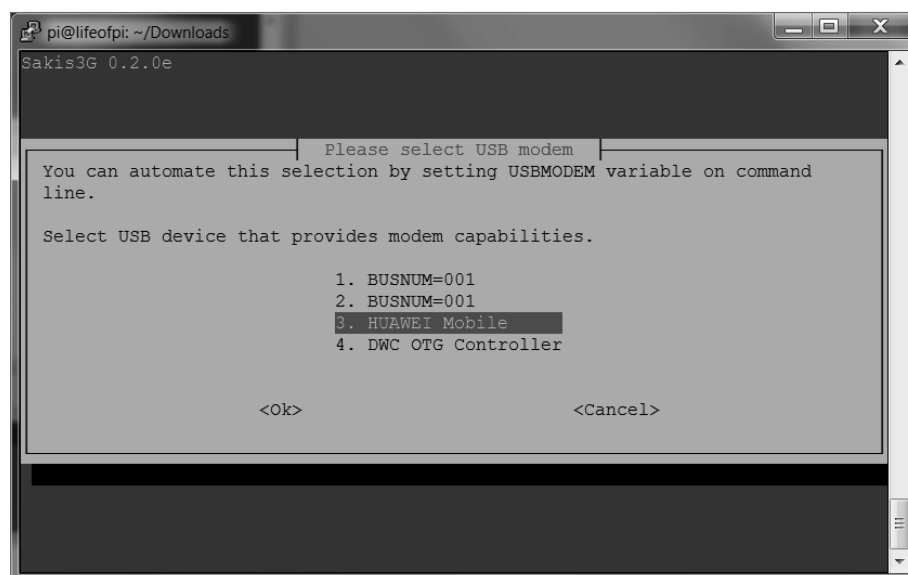 pi@lifeofpi: ~/Downloads
Sakis3G 0.2.0e
Please select USB modem
You can automate this selection by setting USBMODEM variable on command
line.
Select USB device that provides modem capabilities.
1. BUSNUM=001
2. BUSNUM=001
3. HUAWEI Mobile
4. DWC OTG Controller
<Ok> <Cancel>